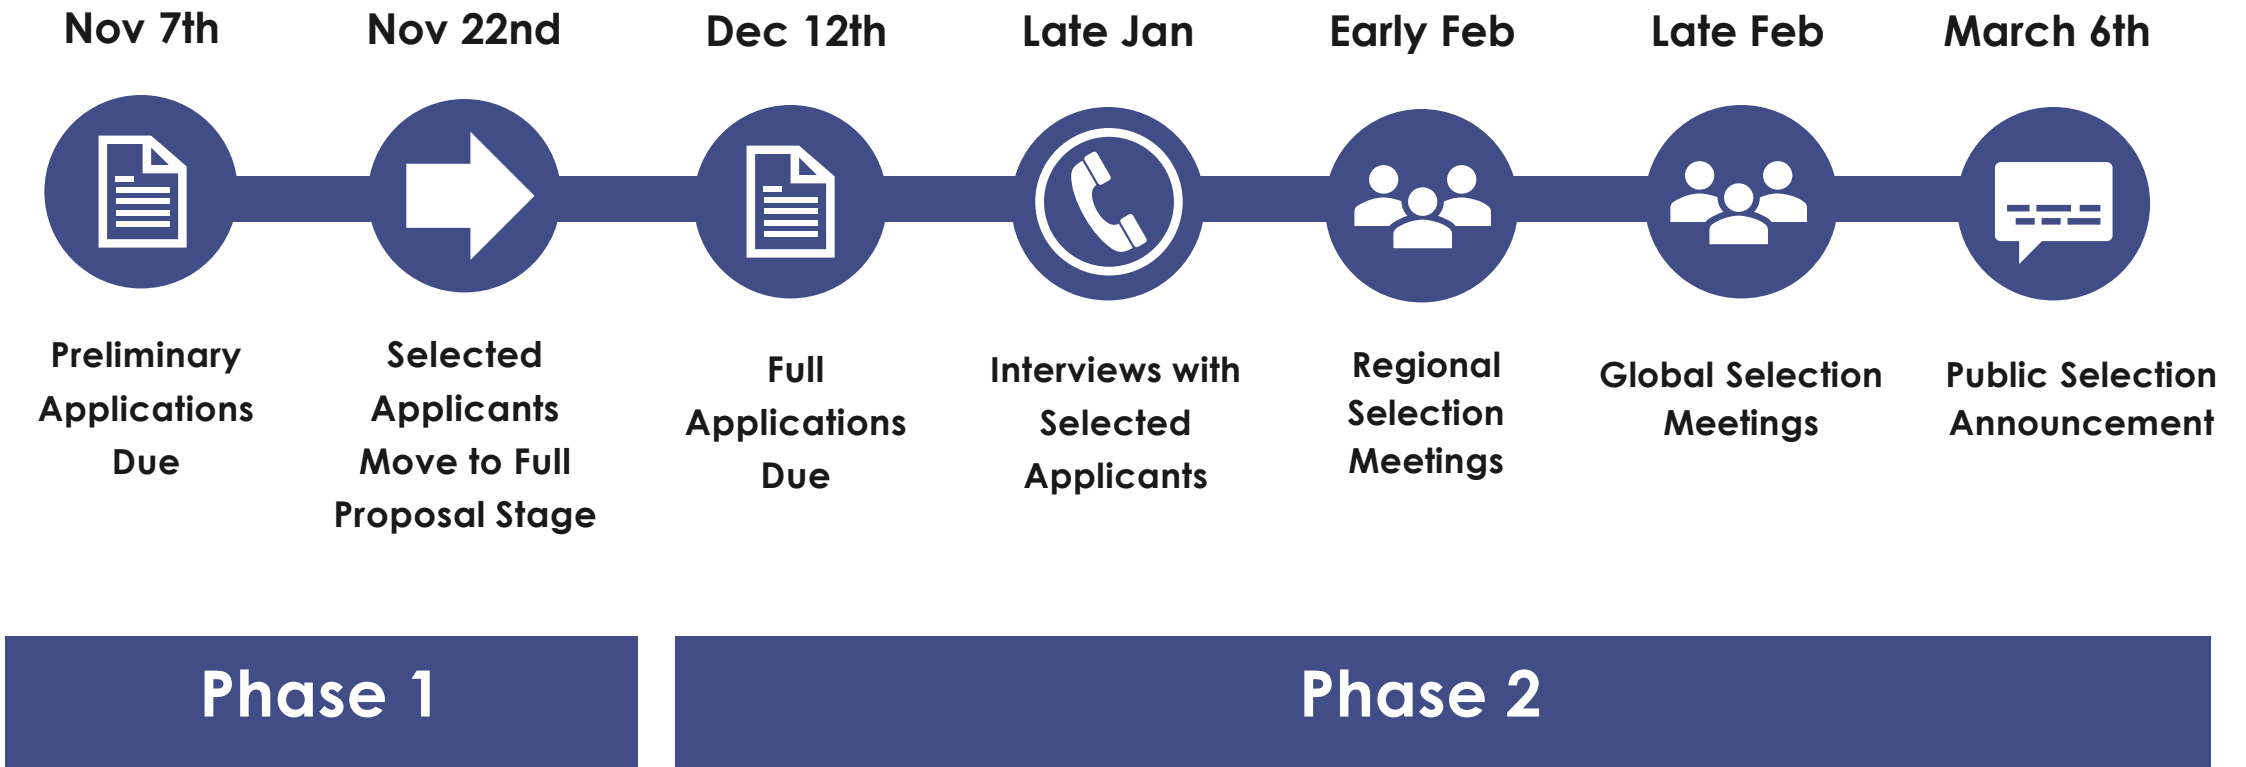 Nov 7th
Nov 22nd
Dec 12th
Late Jan
Early Feb
Late Feb
March 6th
Preliminary
Applications
Due
Selected
Applicants
Move to Full
Proposal Stage
Full
Applications
Due
Interviews with
Selected
Applicants
Regional
Selection
Meetings
Global Selection
Meetings
Public Selection
Announcement
Phase 1
Phase 2